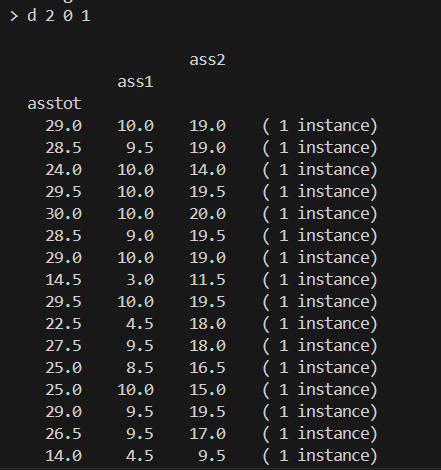 > d 2 0 1
ass2
ass1
asstot
29.0 10.0 19.0 ( 1 instance)
28.5 9.5 19.0 ( 1 instance)
24.0 10.0 14.0 ( 1 instance)
29.5 10.0 19.5 ( 1 instance)
30.0 10.0 20.0 ( 1 instance)
28.5 9.0 19.5 ( 1 instance)
29.0 10.0 19.0 ( 1 instance)
14.5 3.0 11.5 ( 1 instance)
29.5 10.0 19.5 ( 1 instance)
22.5 4.5 18.0 ( 1 instance)
27.5 9.5 18.0 ( 1 instance)
25.0 8.5 16.5 ( 1 instance)
25.0 10.0 15.0 ( 1 instance)
29.0 9.5 19.5 ( 1 instance)
26.5 9.5 17.0 ( 1 instance)
14.0 4.5 9.5 ( 1 instance)